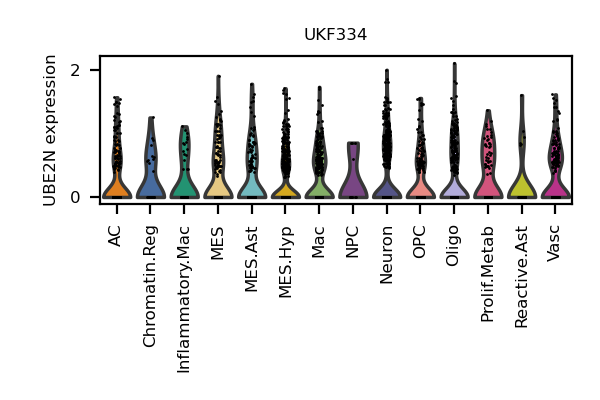 UKF334
UBE2N expression
2
0
AC
Chromatin.Reg
Inflammatory.Mac
MES
MES.Ast
MES.Hyp
Mac
NPC
Neuron
OPC
Oligo
Prolif.Metab
Reactive.Ast
Vasc